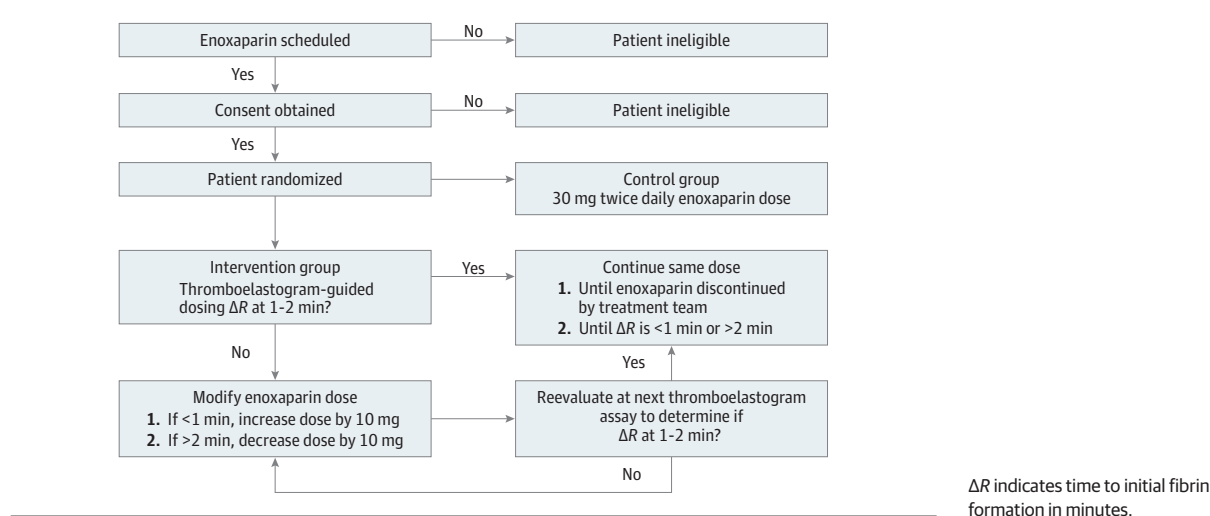 Enoxaparin scheduled
No
Patient ineligible
Yes
Consent obtained
No
Patient ineligible
Yes
Patient randomized
Control group
30 mg twice daily enoxaparin dose
Intervention group
Thromboelastogram-guided
dosing ΔR at 1-2 min?
Yes
Continue same dose
1. Until enoxaparin discontinued
by treatment team
2. Until ΔR is <1 min or >2 min
No
Yes
Modify enoxaparin dose
1. If <1 min, increase dose by 10 mg
2. If >2 min, decrease dose by 10 mg
Reevaluate at next thromboelastogram
assay to determine if
ΔR at 1-2 min?
No
ΔR indicates time to initial fibrin
formation in minutes.